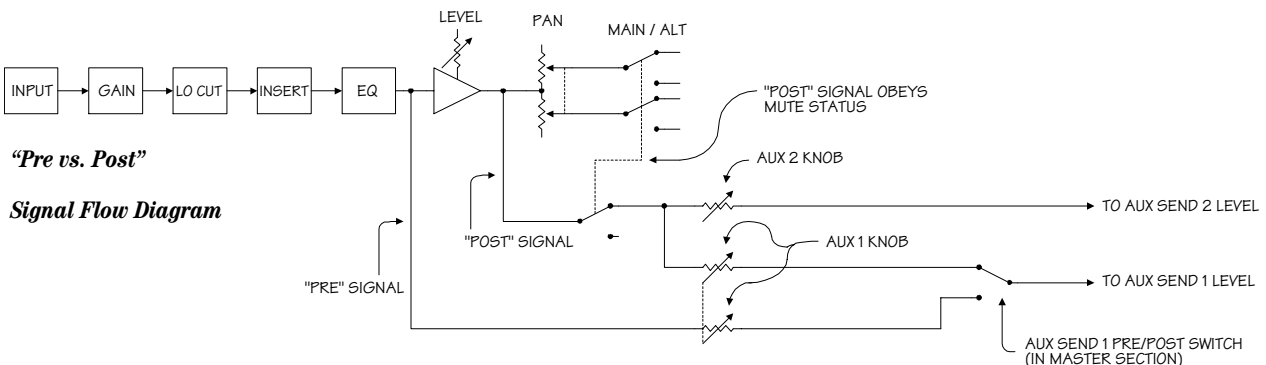 LEVEL
PAN
MAIN / ALT
INPUT
GAIN
LO CUT
INSERT
EQ
"POST" SIGNAL OBEYS
MUTE STATUS
“Pre vs. Post”
Signal Flow Diagram
AUX 2 KNOB
TO AUX SEND 2 LEVEL
"POST" SIGNAL
AUX 1 KNOB
"PRE" SIGNAL
TO AUX SEND 1 LEVEL
AUX SEND 1 PRE/POST SWITCH
(IN MASTER SECTION)